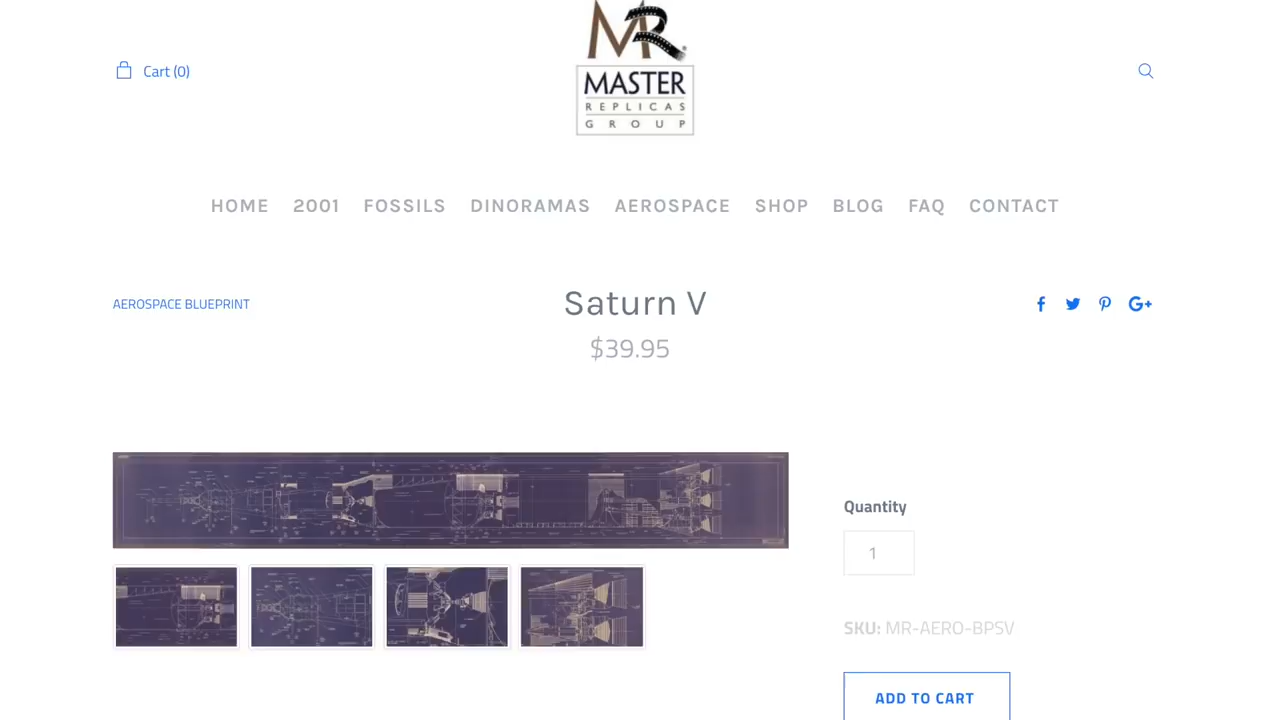 MR
MASTER
REPLICAS
GROUP
Cart (0)
HOME 2001 FOSSILS DINORAMAS AEROSPACE SHOP BLOG FAQ CONTACT
AEROSPACE BLUEPRINT
Saturn V
$39.95
Quantity
1
SKU: MR-AERO-BPSV
ADD TO CART